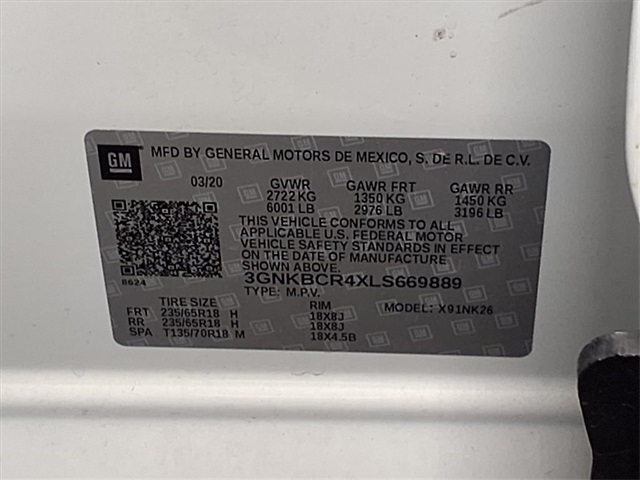 GM MFD BY GENERAL MOTORS DE MEXICO, S. DE R.L. DE C.V.
03/20 GVWR GAWR FRT GAWR RR
2722 KG 1350 KG 1450 KG
6001 LB 2976 LB 3196 LB
THIS VEHICLE CONFORMS TO ALL
APPLICABLE U.S. FEDERAL MOTOR
VEHICLE SAFETY STANDARDS IN EFFECT
ON THE DATE OF MANUFACTURE
SHOWN ABOVE.
8624 3GNKBCR4XLS669889
TYPE: M.P.V. MODEL: X91NK26
TIRE SIZE RIM
FRT 235/65R18 H 18X8J
RR 235/65R18 H 18X8J
SPA T135/70R18 M 18X4.5B